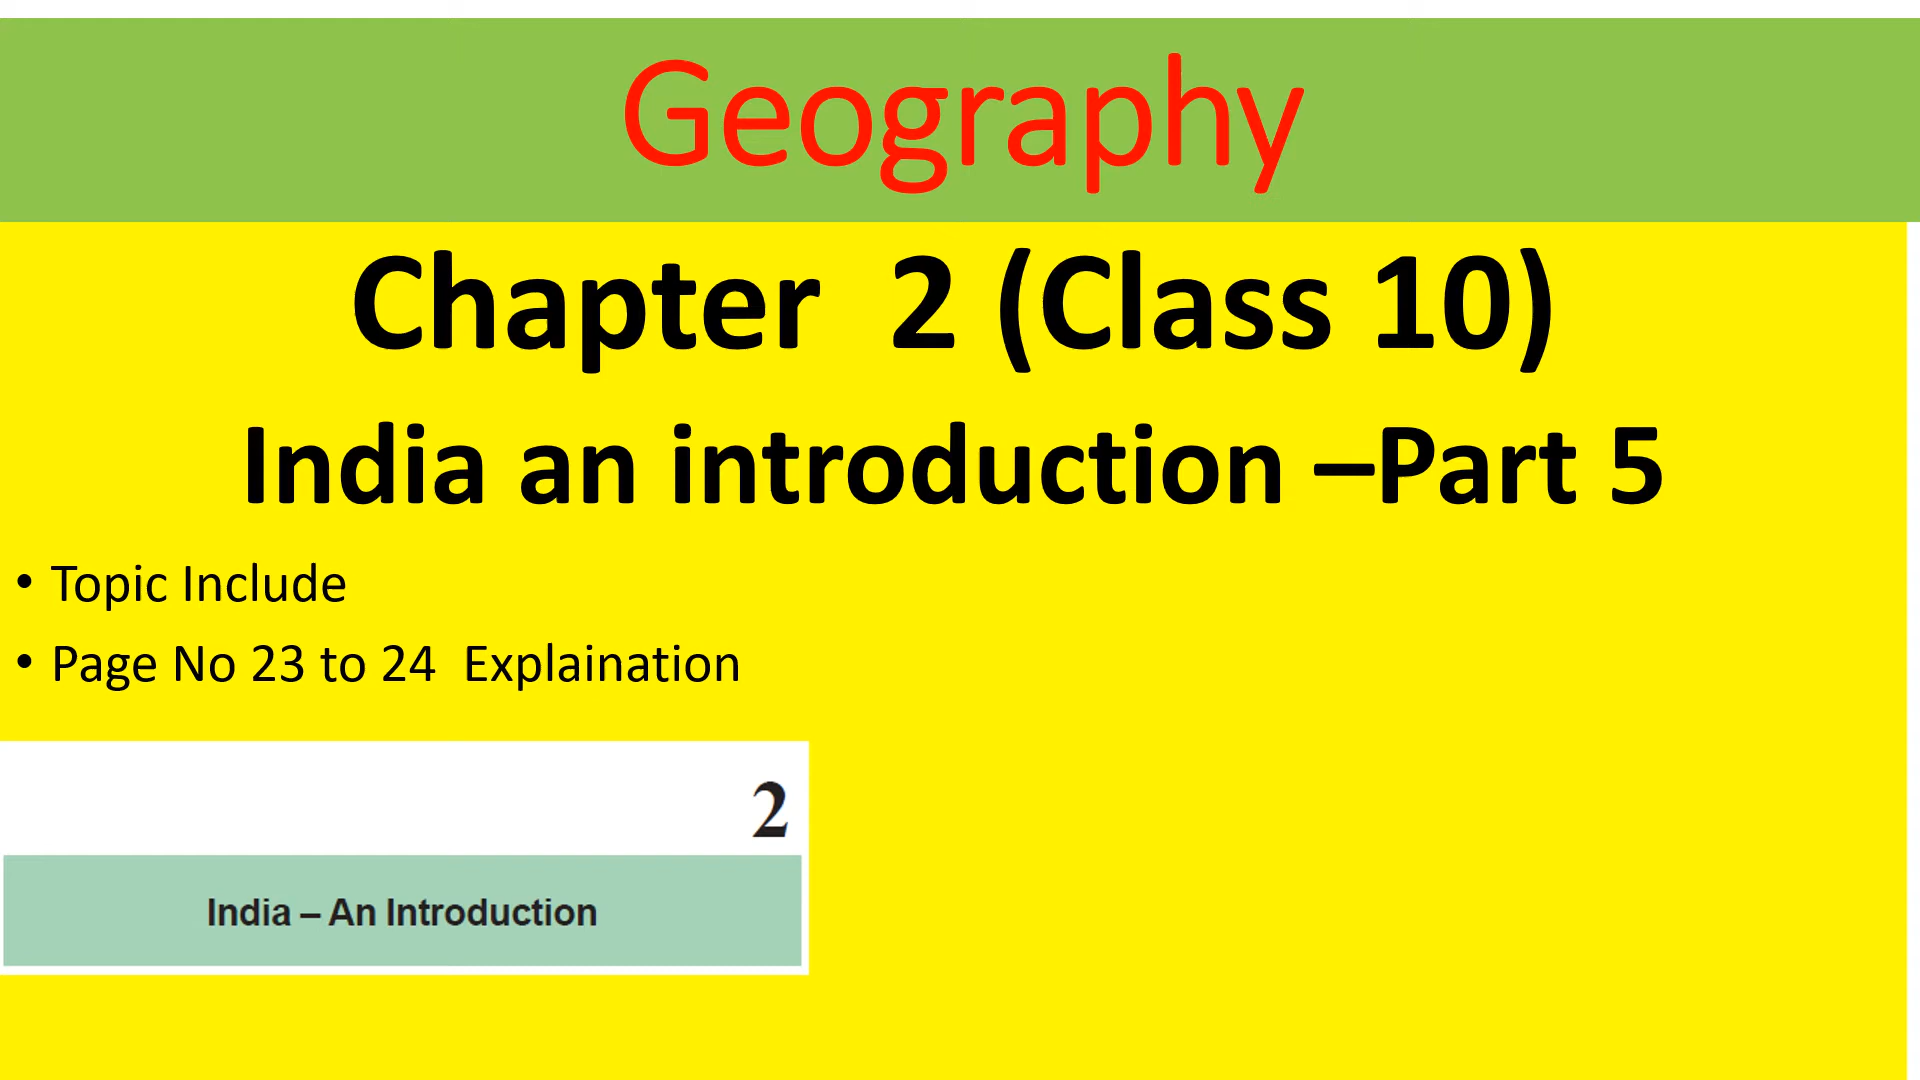 Geography
Chapter 2 (Class 10)
India an introduction –Part 5
• Topic Include
• Page No 23 to 24 Explaination
2
India – An Introduction